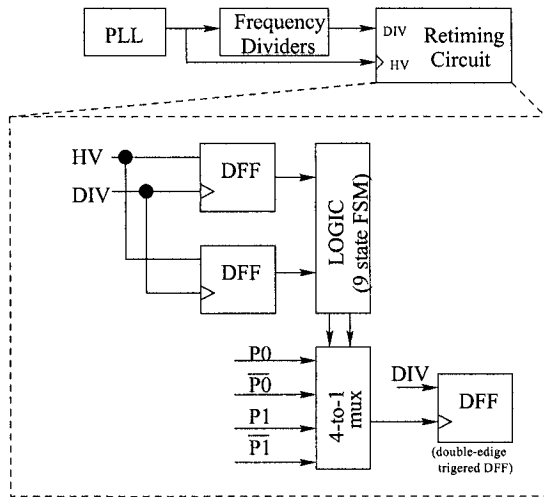 PLL
Frequency
Dividers
DIV
HV
Retiming
Circuit
HV
DIV
DFF
DFF
LOGIC
(9 state FSM)
P0
P0
P1
P1
4-to-1
mux
DIV
DFF
(double-edge
trigered DFF)